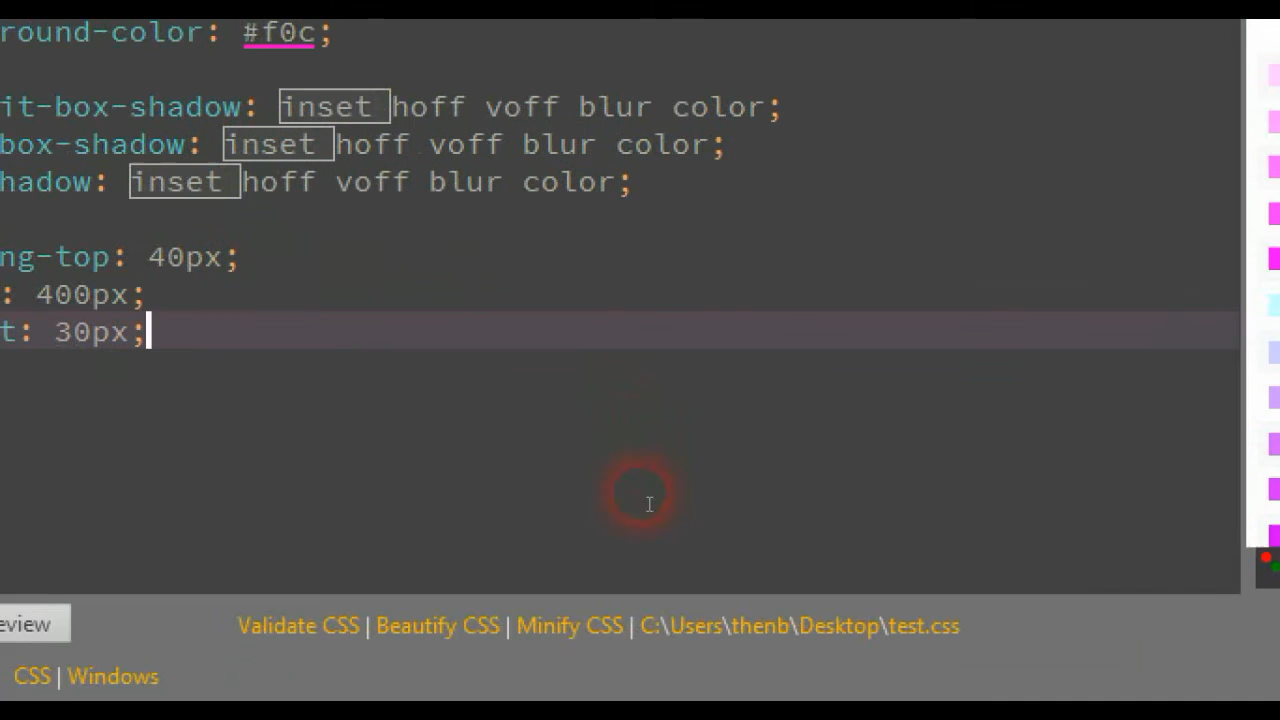 round-color: #f0c;
it-box-shadow: inset hoff voff blur color;
box-shadow: inset hoff voff blur color;
hadow: inset hoff voff blur color;
ng-top: 40px;
: 400px;
t: 30px;
eview
Validate CSS | Beautify CSS | Minify CSS | C:\Users\thenb\Desktop\test.css
CSS | Windows